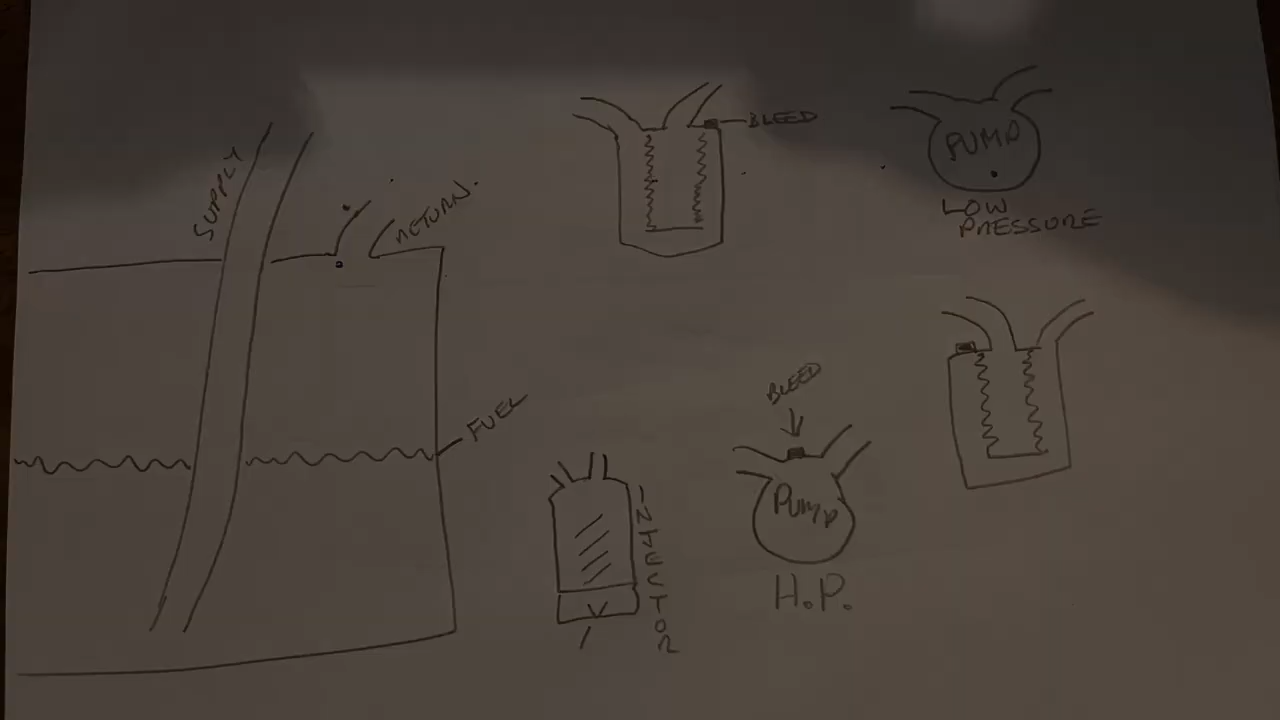 SUPPLY
RETURN.
BLEED
PUMP
LOW
PRESSURE
FUEL
BLEED
PUMP
H.P.
INJECTOR